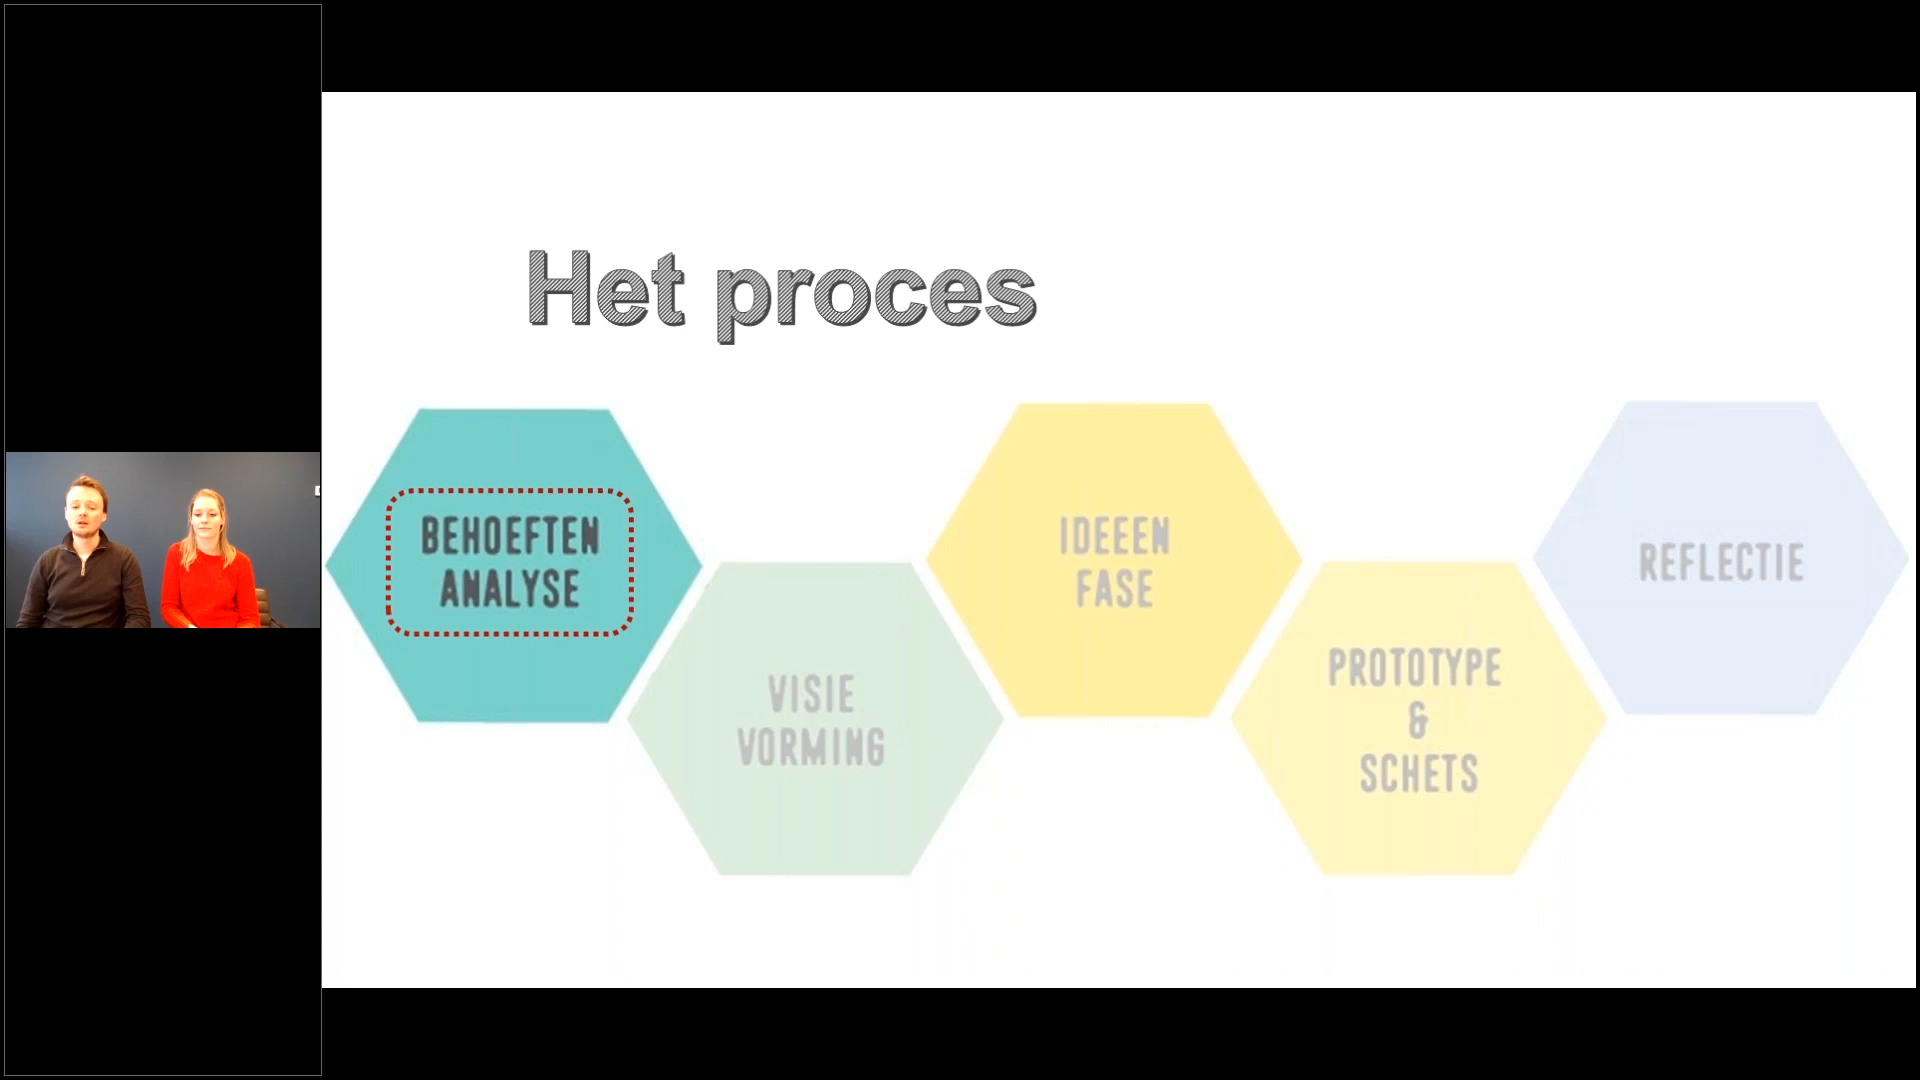 Het proces
BEHOEFTEN
ANALYSE
VISIE
VORMING
IDEEEN
FASE
PROTOTYPE
&
SCHETS
REFLECTIE